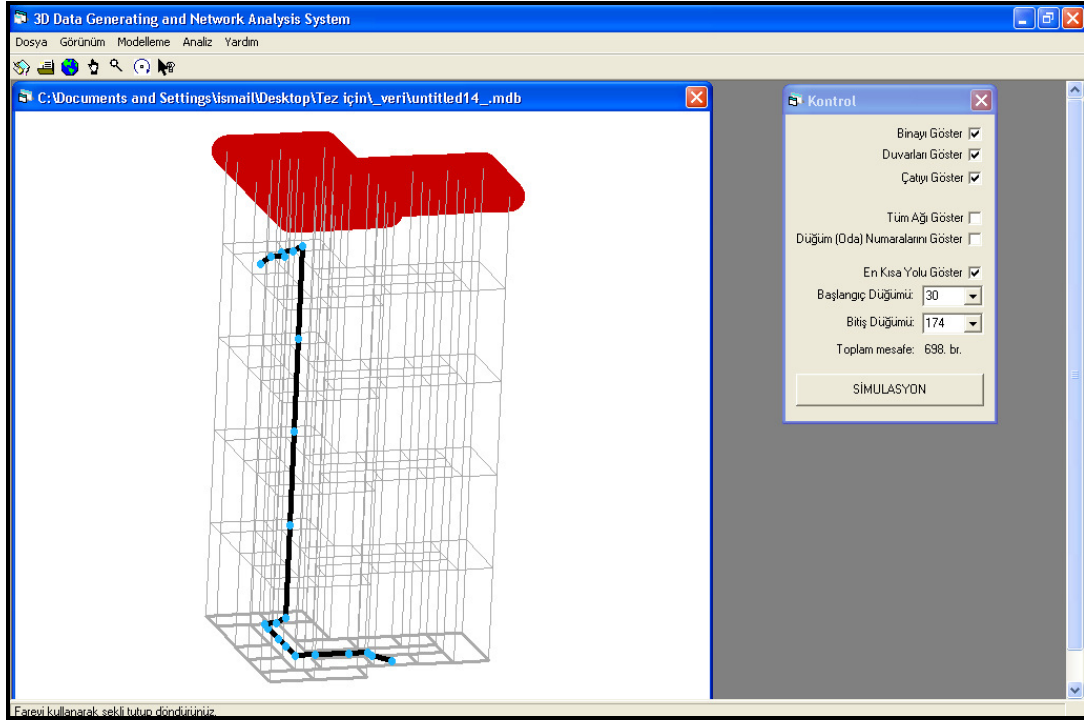 3D Data Generating and Network Analysis System
Dosya Görünüm Modelleme Analiz Yardım
C:\Documents and Settings\ismail\Desktop\Tez için\_veri\untitled14_.mdb
Kontrol
Binayı Göster
Duvarları Göster
Çatıyı Göster
Tüm Ağı Göster
Düğüm (Oda) Numaralarını Göster
En Kısa Yolu Göster
Başlangıç Düğümü: 30
Bitiş Düğümü: 174
Toplam mesafe: 698. br.
SİMULASYON
Fareyi kullanarak şekli tutup döndürünüz.